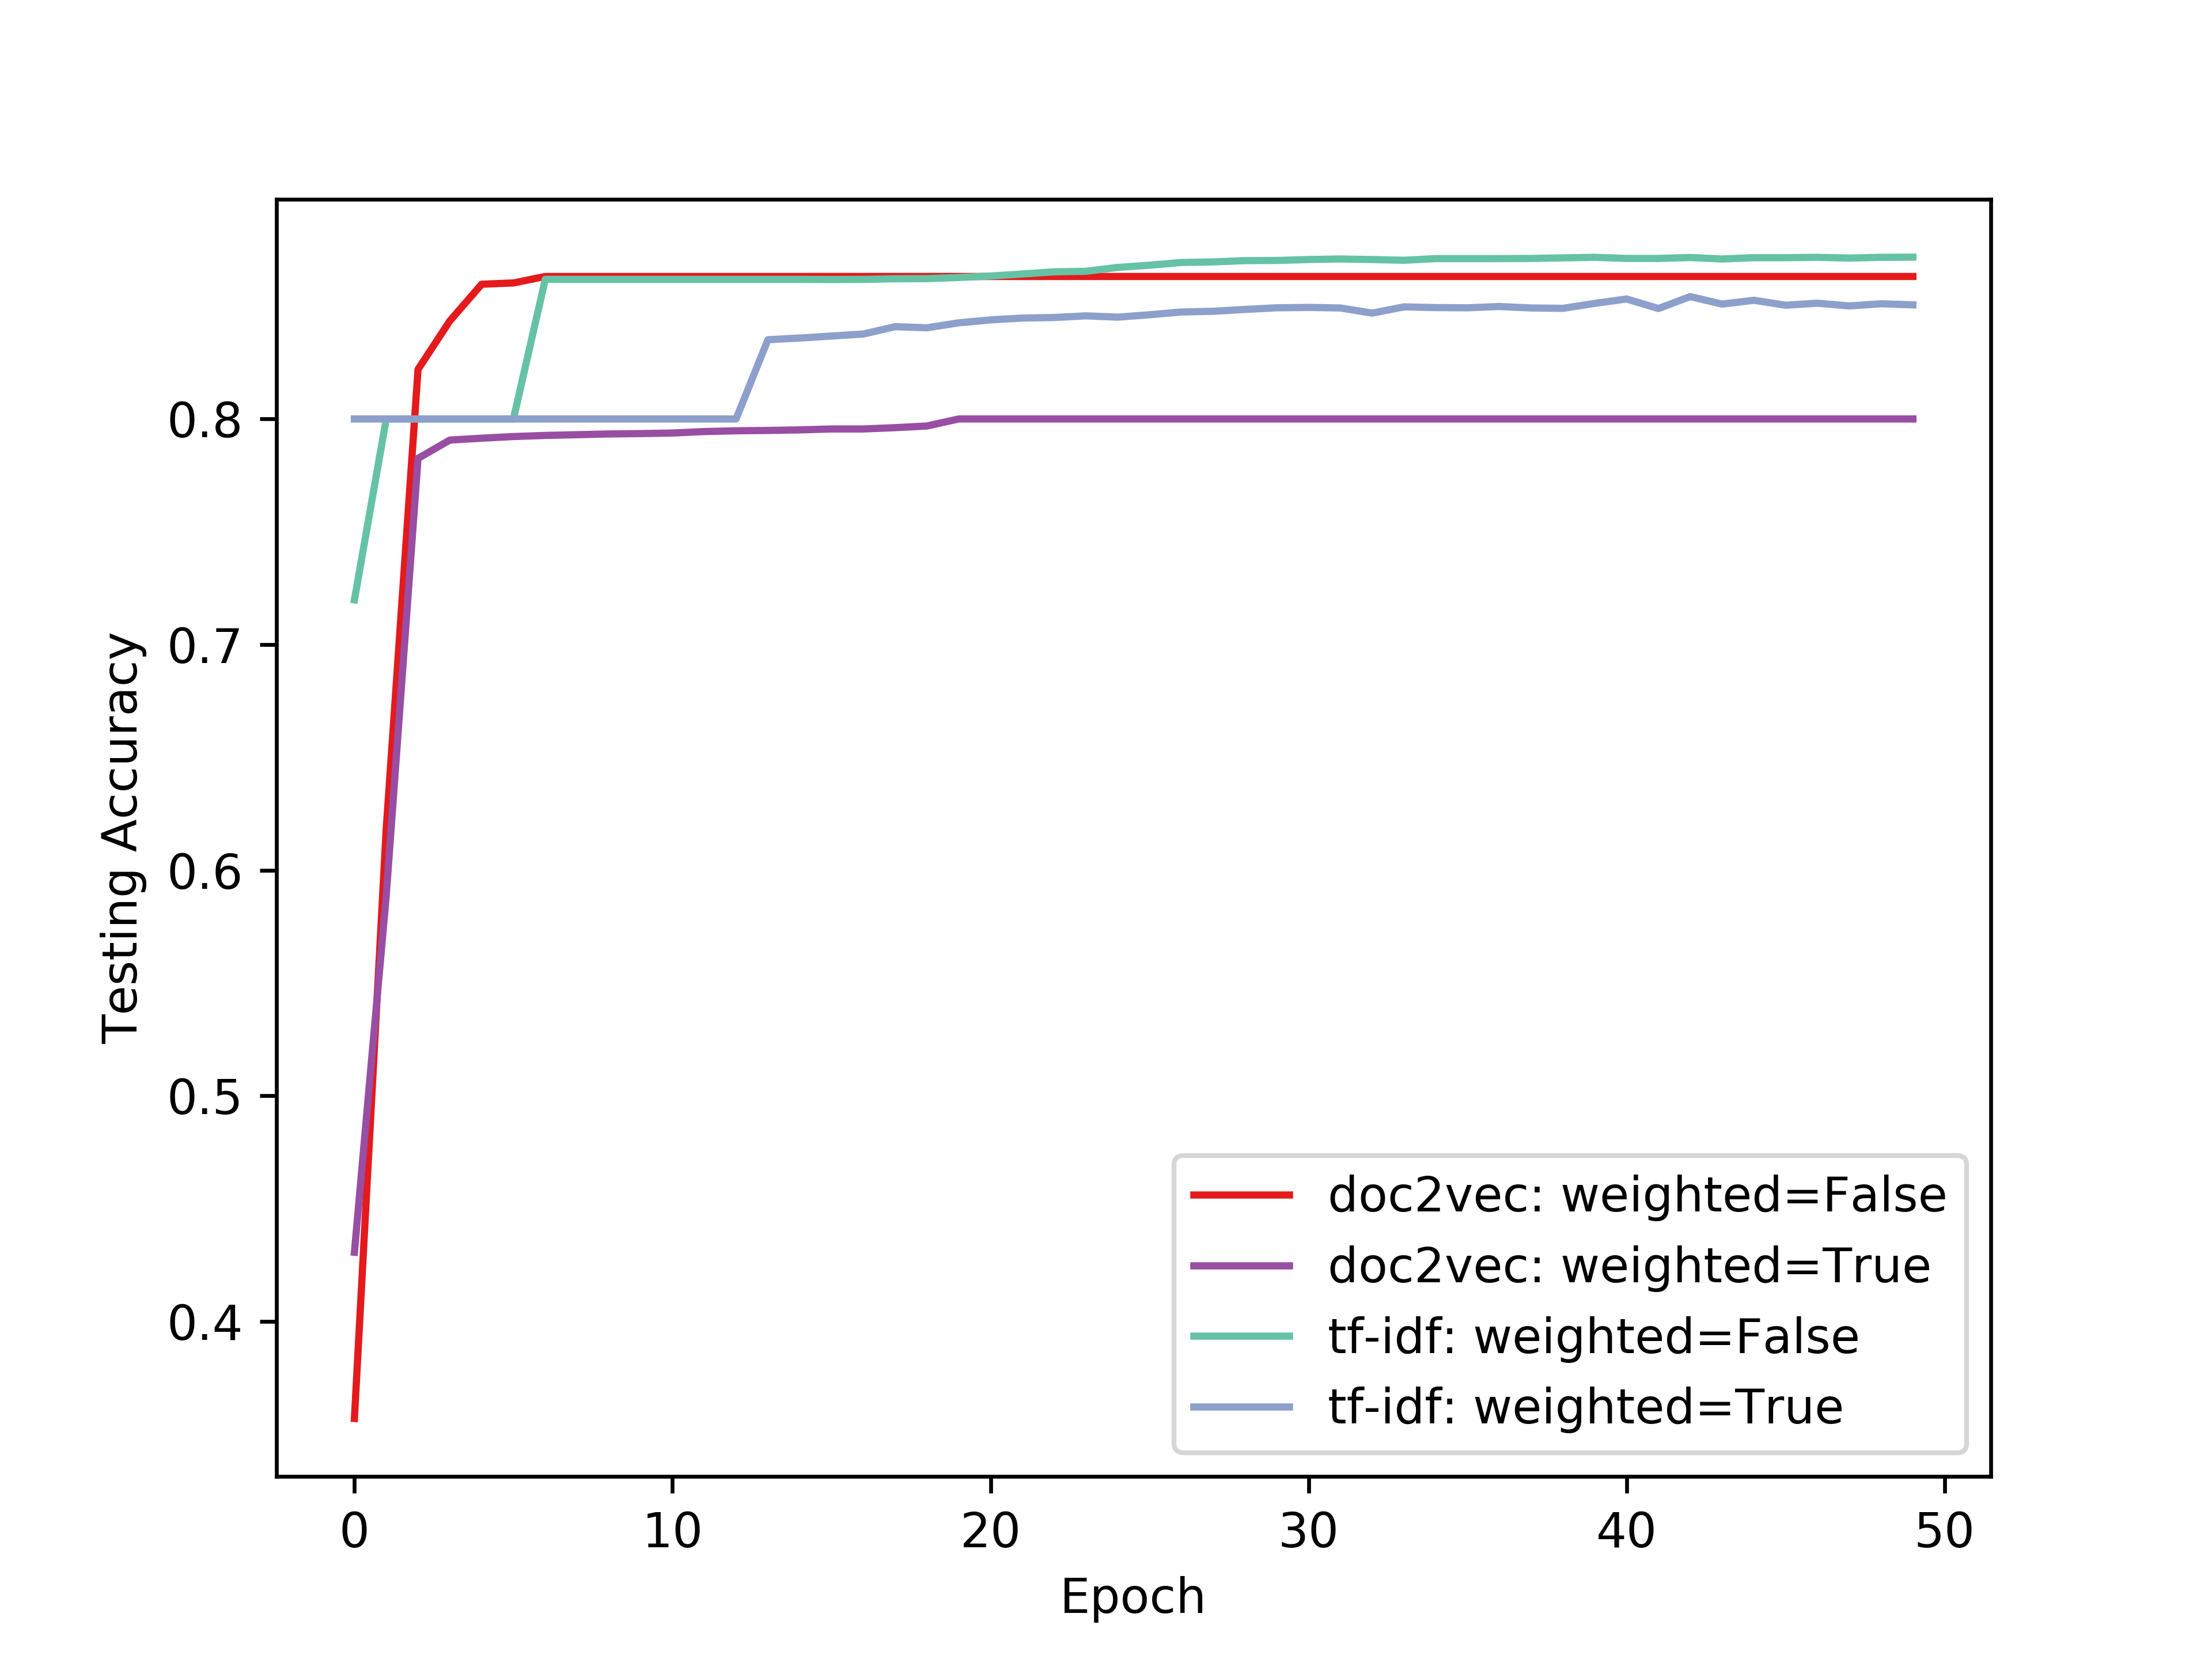 0.8
0.7
0.6
0.5
0.4
Testing Accuracy
doc2vec: weighted=False
doc2vec: weighted=True
tf-idf: weighted=False
tf-idf: weighted=True
0 10 20 30 40 50
Epoch